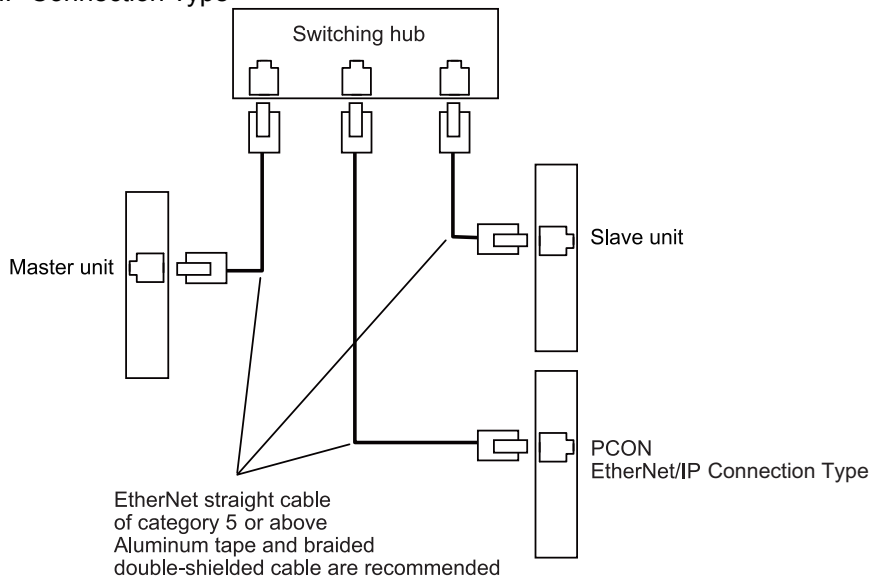 Connection Type
Switching hub
Master unit
Slave unit
PCON
EtherNet/IP Connection Type
EtherNet straight cable
of category 5 or above
Aluminum tape and braided
double-shielded cable are recommended